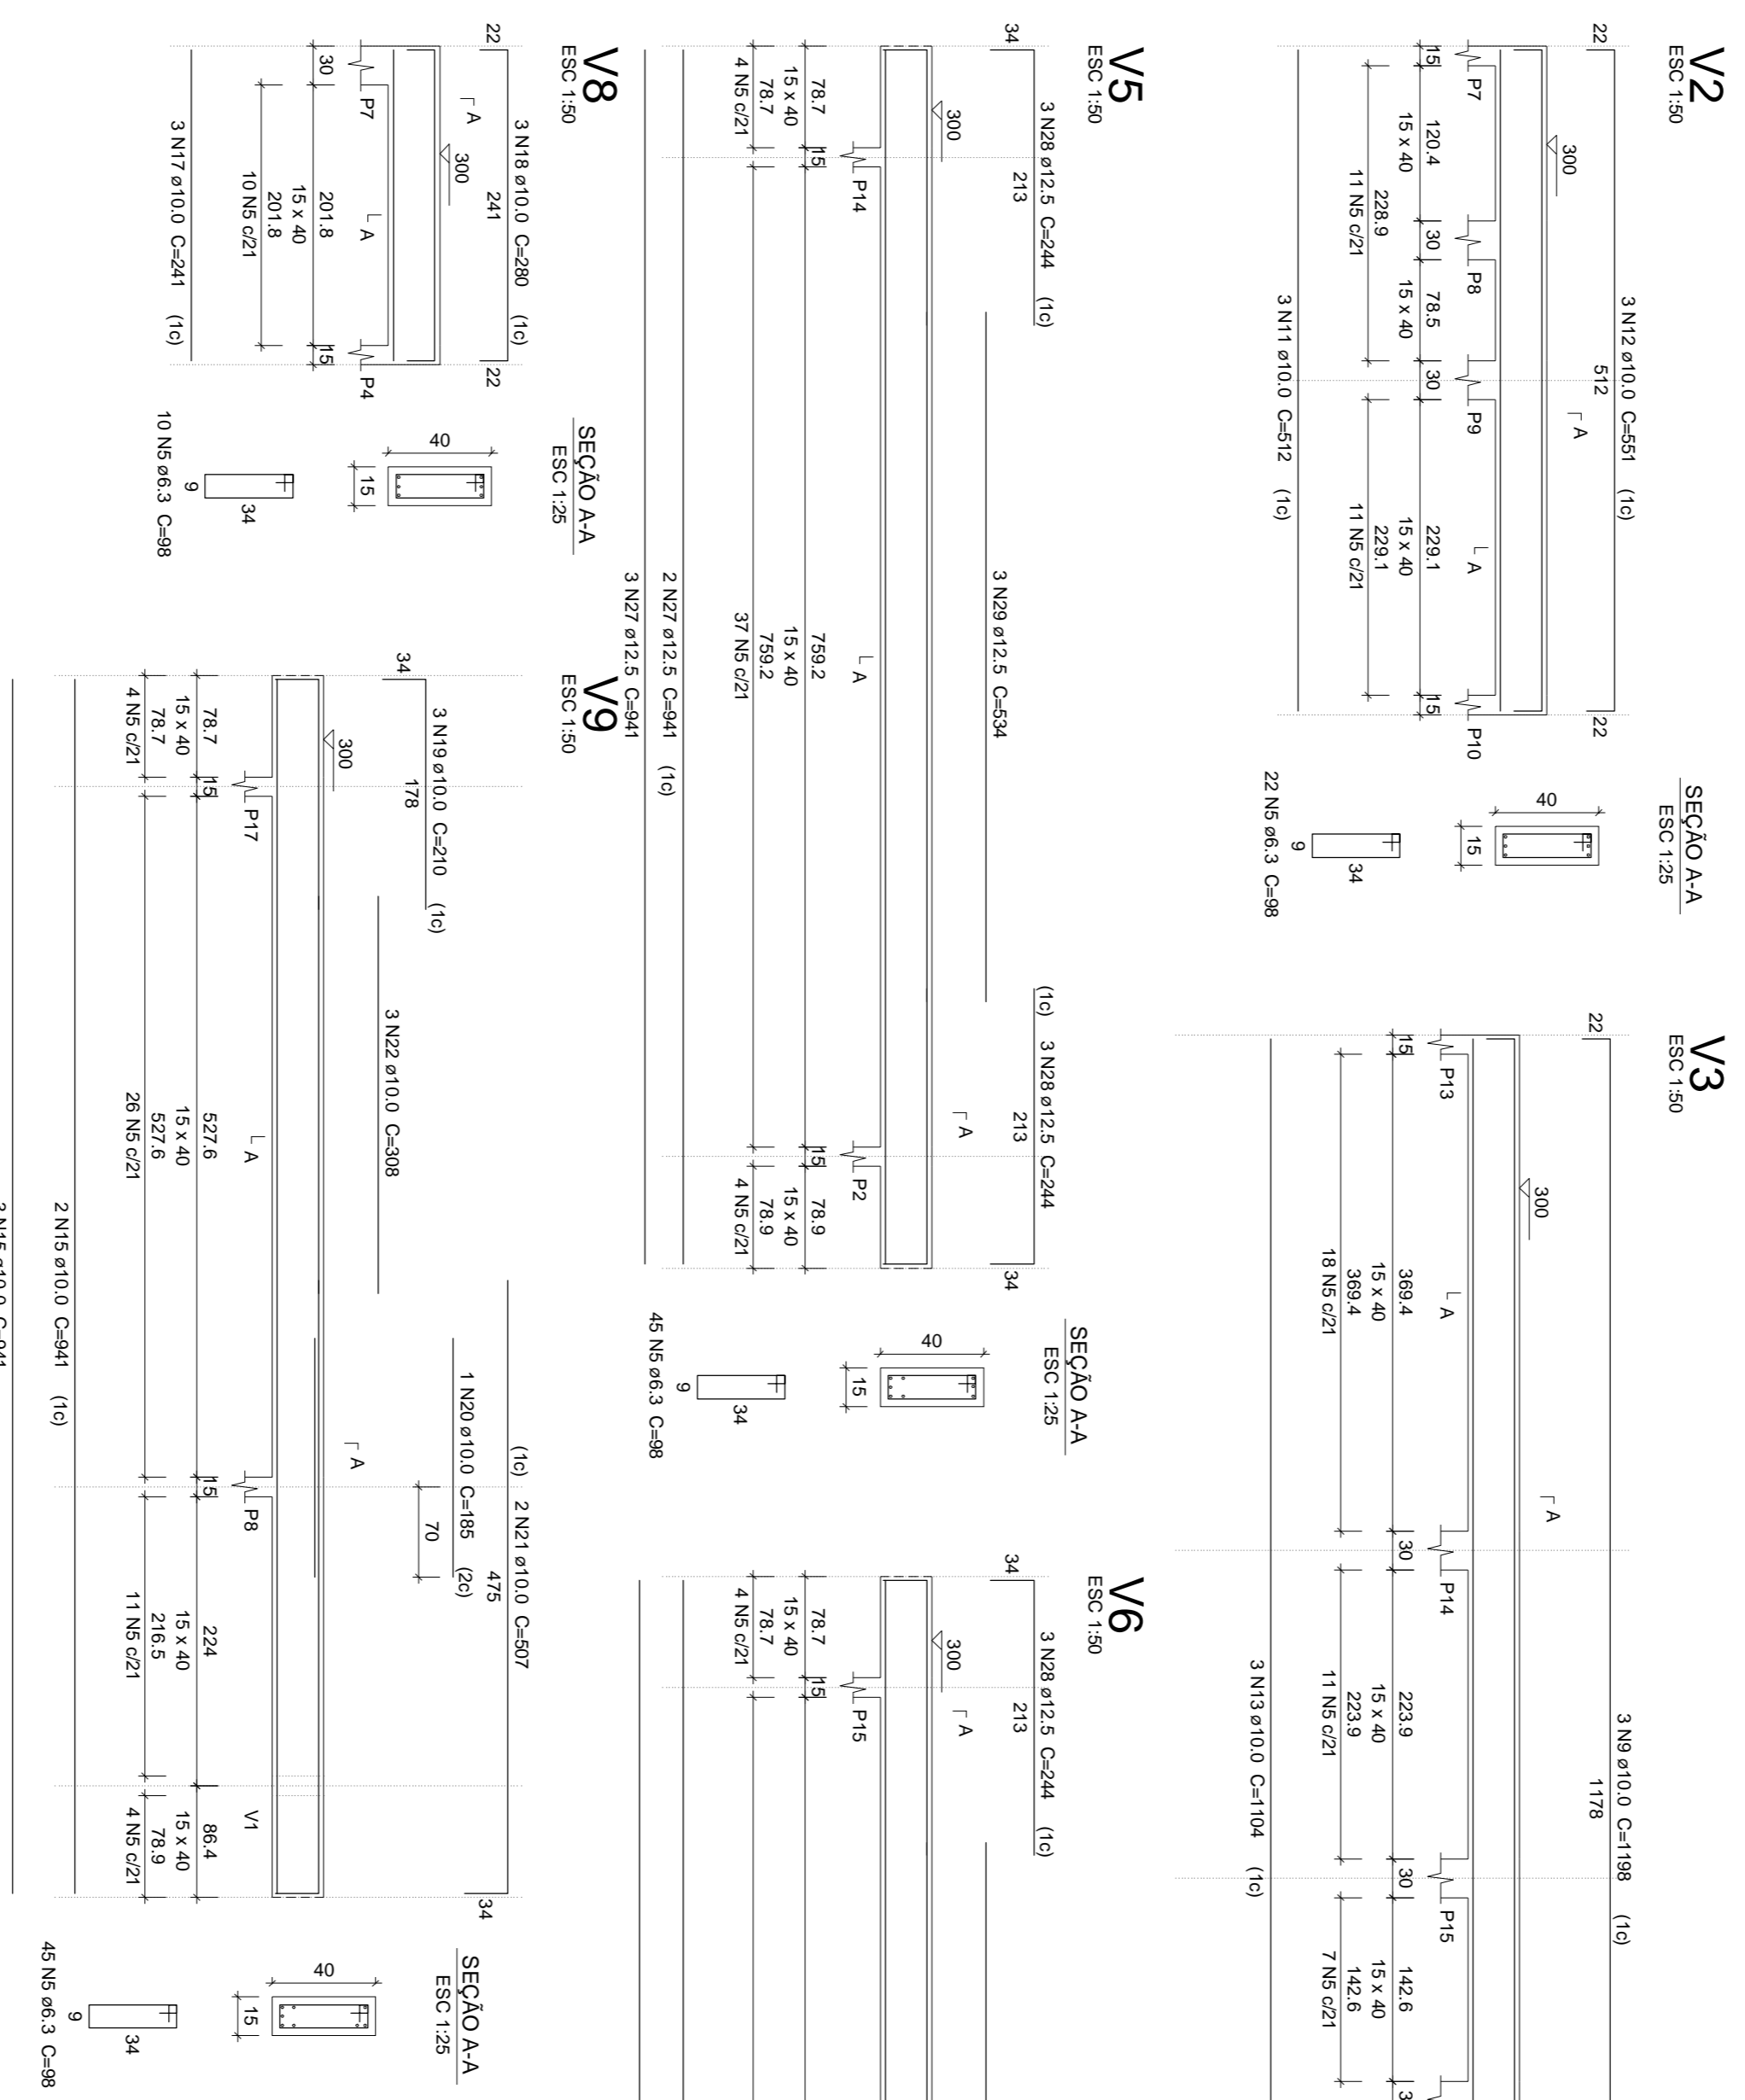 V2
ESC 1:50
3 N12 ø10.0 C=551 (1c)
22
512
22
300
A
A
15
P7
120.4
15 x 40
30
P8
78.5
15 x 40
30
P9
229.1
15 x 40
15
P10
228.9
11 N5 c/21
229.1
11 N5 c/21
3 N11 ø10.0 C=512 (1c)
SEÇÃO A-A
ESC 1:25
40
15
34
9
22 N5 ø6.3 C=98
V3
ESC 1:50
3 N9 ø10.0 C=1198 (1c)
22
1178
300
A
A
15
P13
369.4
15 x 40
369.4
18 N5 c/21
30
P14
223.9
15 x 40
223.9
11 N5 c/21
30
P15
142.6
15 x 40
142.6
7 N5 c/21
3 N13 ø10.0 C=1104 (1c)
V5
ESC 1:50
3 N28 ø12.5 C=244 (1c)
34
213
3 N29 ø12.5 C=534
(1c) 3 N28 ø12.5 C=244
213
34
300
A
A
78.7
15 x 40
78.7
4 N5 c/21
15
P14
759.2
15 x 40
759.2
37 N5 c/21
15
P2
78.9
15 x 40
78.9
4 N5 c/21
2 N27 ø12.5 C=941 (1c)
3 N27 ø12.5 C=941
SEÇÃO A-A
ESC 1:25
40
15
34
9
45 N5 ø6.3 C=98
V6
ESC 1:50
3 N28 ø12.5 C=244 (1c)
34
213
300
A
78.7
15 x 40
78.7
4 N5 c/21
15
P15
V8
ESC 1:50
3 N18 ø10.0 C=280 (1c)
22
241
22
300
A
A
30
P7
201.8
15 x 40
201.8
10 N5 c/21
15
P4
3 N17 ø10.0 C=241 (1c)
SEÇÃO A-A
ESC 1:25
40
15
34
9
10 N5 ø6.3 C=98
V9
ESC 1:50
3 N19 ø10.0 C=210 (1c)
34
178
3 N22 ø10.0 C=308
(1c) 2 N21 ø10.0 C=507
475
34
1 N20 ø10.0 C=185 (2c)
70
300
A
A
78.7
15 x 40
78.7
4 N5 c/21
15
P17
527.6
15 x 40
527.6
26 N5 c/21
15
P8
224
15 x 40
216.5
11 N5 c/21
V1
86.4
15 x 40
78.9
4 N5 c/21
2 N15 ø10.0 C=941 (1c)
3 N15 ø10.0 C=941
SEÇÃO A-A
ESC 1:25
40
15
34
9
45 N5 ø6.3 C=98